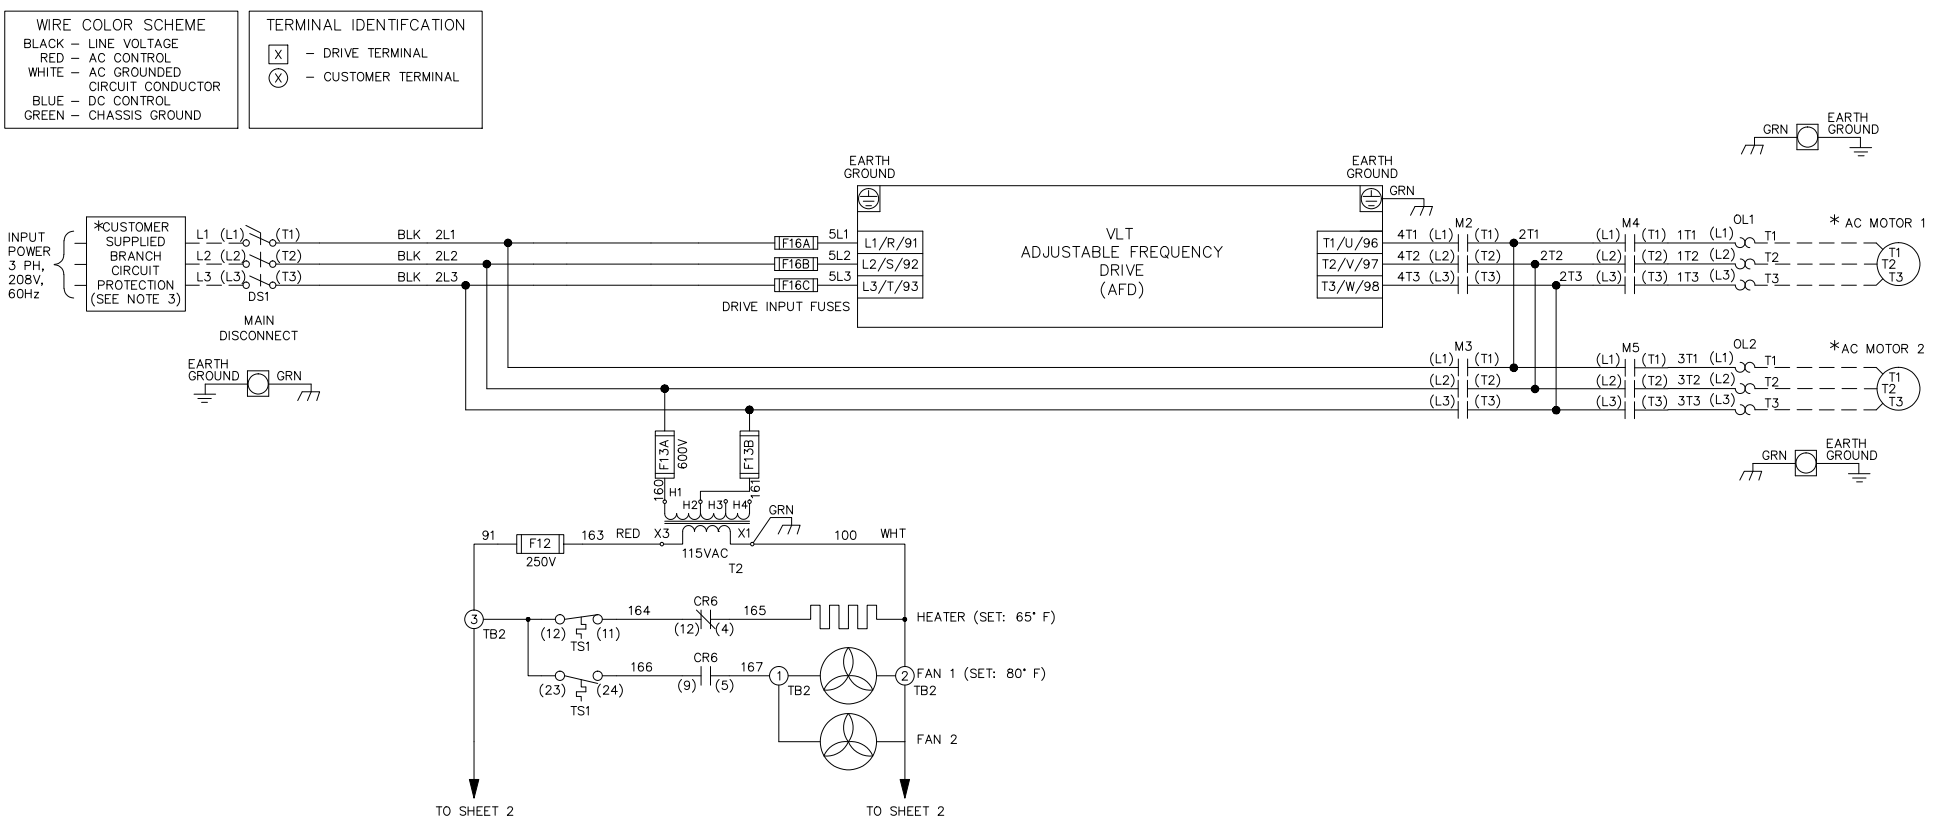 WIRE COLOR SCHEME
BLACK – LINE VOLTAGE
RED – AC CONTROL
WHITE – AC GROUNDED
CIRCUIT CONDUCTOR
BLUE – DC CONTROL
GREEN – CHASSIS GROUND
TERMINAL IDENTIFCATION
X – DRIVE TERMINAL
X – CUSTOMER TERMINAL
GRN
EARTH
GROUND
EARTH
GROUND
EARTH
GROUND
GRN
INPUT
POWER
3 PH,
208V,
60Hz
*CUSTOMER
SUPPLIED
BRANCH
CIRCUIT
PROTECTION
(SEE NOTE 3)
L1 (L1) (T1) BLK 2L1 F16A 5L1 L1/R/91
L2 (L2) (T2) BLK 2L2 F16B 5L2 L2/S/92
L3 (L3) (T3) BLK 2L3 F16C 5L3 L3/T/93
DS1
MAIN
DISCONNECT
DRIVE INPUT FUSES
VLT
ADJUSTABLE FREQUENCY
DRIVE
(AFD)
M2 M4 OL1
T1/U/96 4T1 (L1) (T1) 2T1 (L1) (T1) 1T1 (L1) T1
T2/V/97 4T2 (L2) (T2) 2T2 (L2) (T2) 1T2 (L2) T2
T3/W/98 4T3 (L3) (T3) 2T3 (L3) (T3) 1T3 (L3) T3
* AC MOTOR 1
T1
T2
T3
EARTH
GROUND
GRN
M3 M5 OL2
(L1) (T1) (L1) (T1) 3T1 (L1) T1
(L2) (T2) (L2) (T2) 3T2 (L2) T2
(L3) (T3) (L3) (T3) 3T3 (L3) T3
*AC MOTOR 2
T1
T2
T3
GRN
EARTH
GROUND
F13A
600V
F13B
160
161
H1 H2 H3 H4
GRN
91 F12 163 RED X3 X1 100 WHT
250V
115VAC
T2
3
TB2
(12) (11)
TS1
164
CR6
(12) (4)
165
HEATER (SET: 65° F)
(23) (24)
TS1
166
CR6
(9) (5)
167
1
TB2
2
TB2
FAN 1 (SET: 80° F)
FAN 2
TO SHEET 2
TO SHEET 2